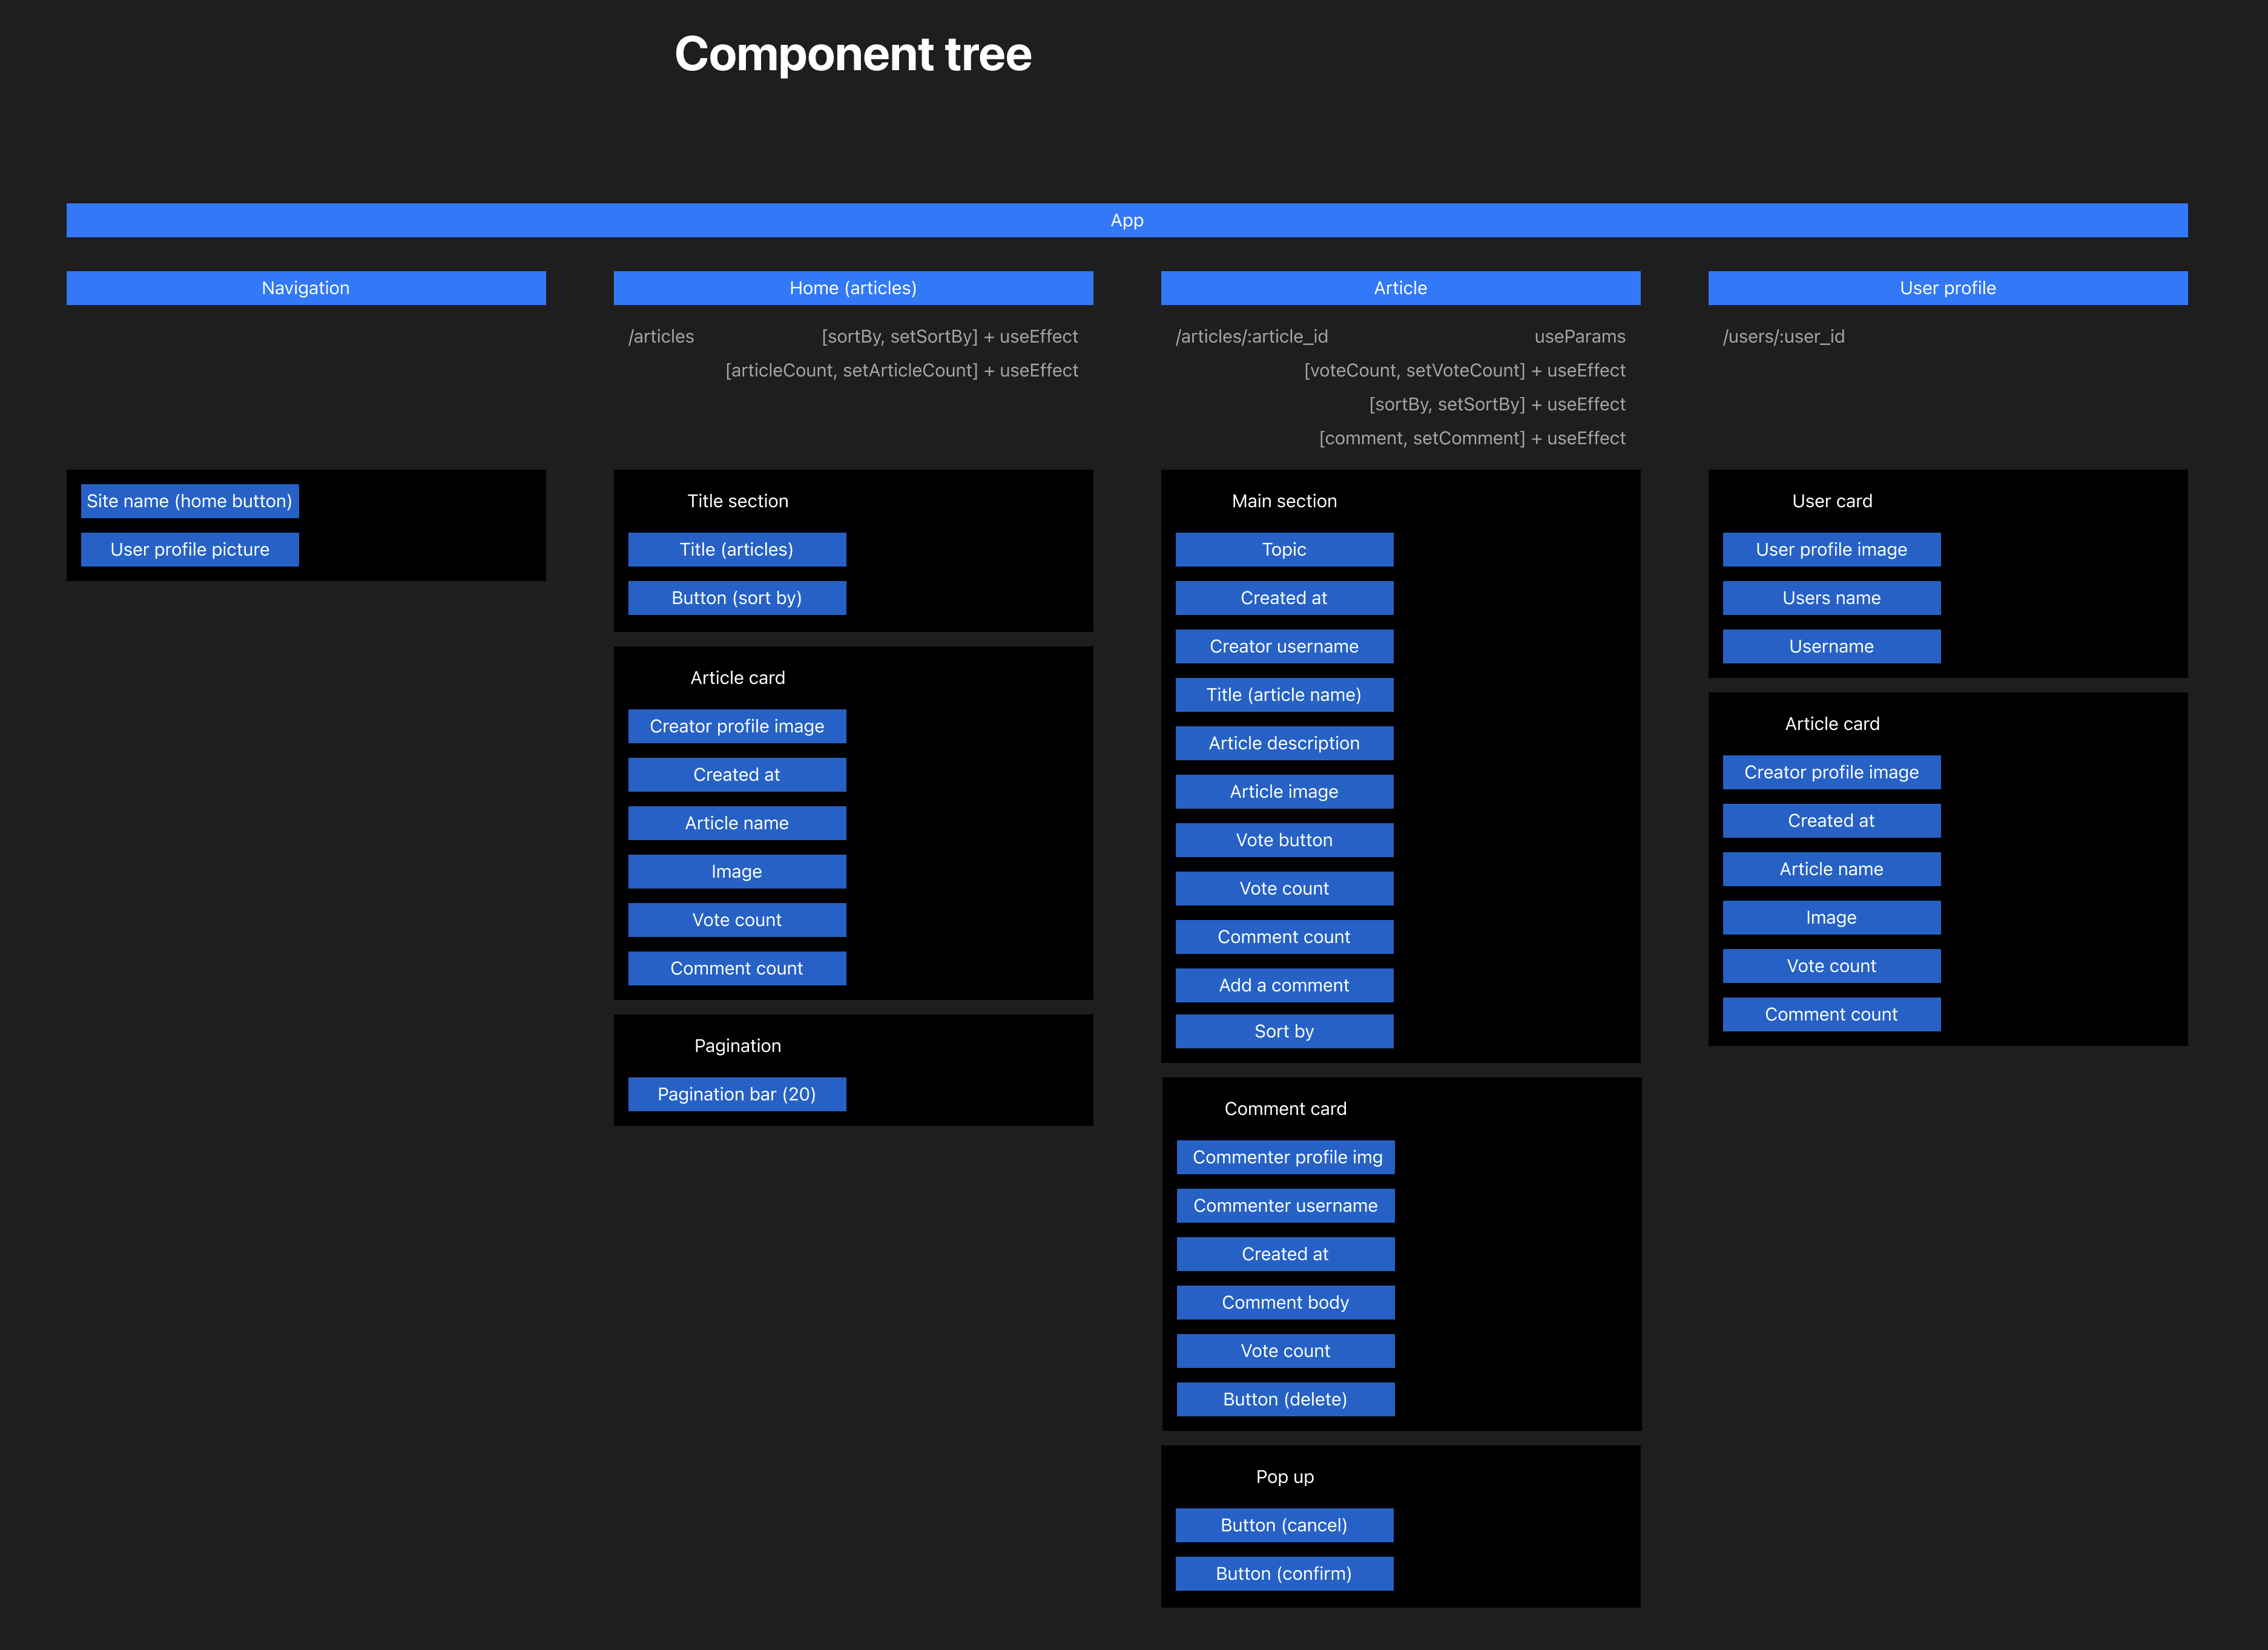 Component tree
App
Navigation
Site name (home button)
User profile picture
Home (articles)
/articles [sortBy, setSortBy] + useEffect
[articleCount, setArticleCount] + useEffect
Title section
Title (articles)
Button (sort by)
Article card
Creator profile image
Created at
Article name
Image
Vote count
Comment count
Pagination
Pagination bar (20)
Article
/articles/:article_id useParams
[voteCount, setVoteCount] + useEffect
[sortBy, setSortBy] + useEffect
[comment, setComment] + useEffect
Main section
Topic
Created at
Creator username
Title (article name)
Article description
Article image
Vote button
Vote count
Comment count
Add a comment
Sort by
Comment card
Commenter profile img
Commenter username
Created at
Comment body
Vote count
Button (delete)
Pop up
Button (cancel)
Button (confirm)
User profile
/users/:user_id
User card
User profile image
Users name
Username
Article card
Creator profile image
Created at
Article name
Image
Vote count
Comment count